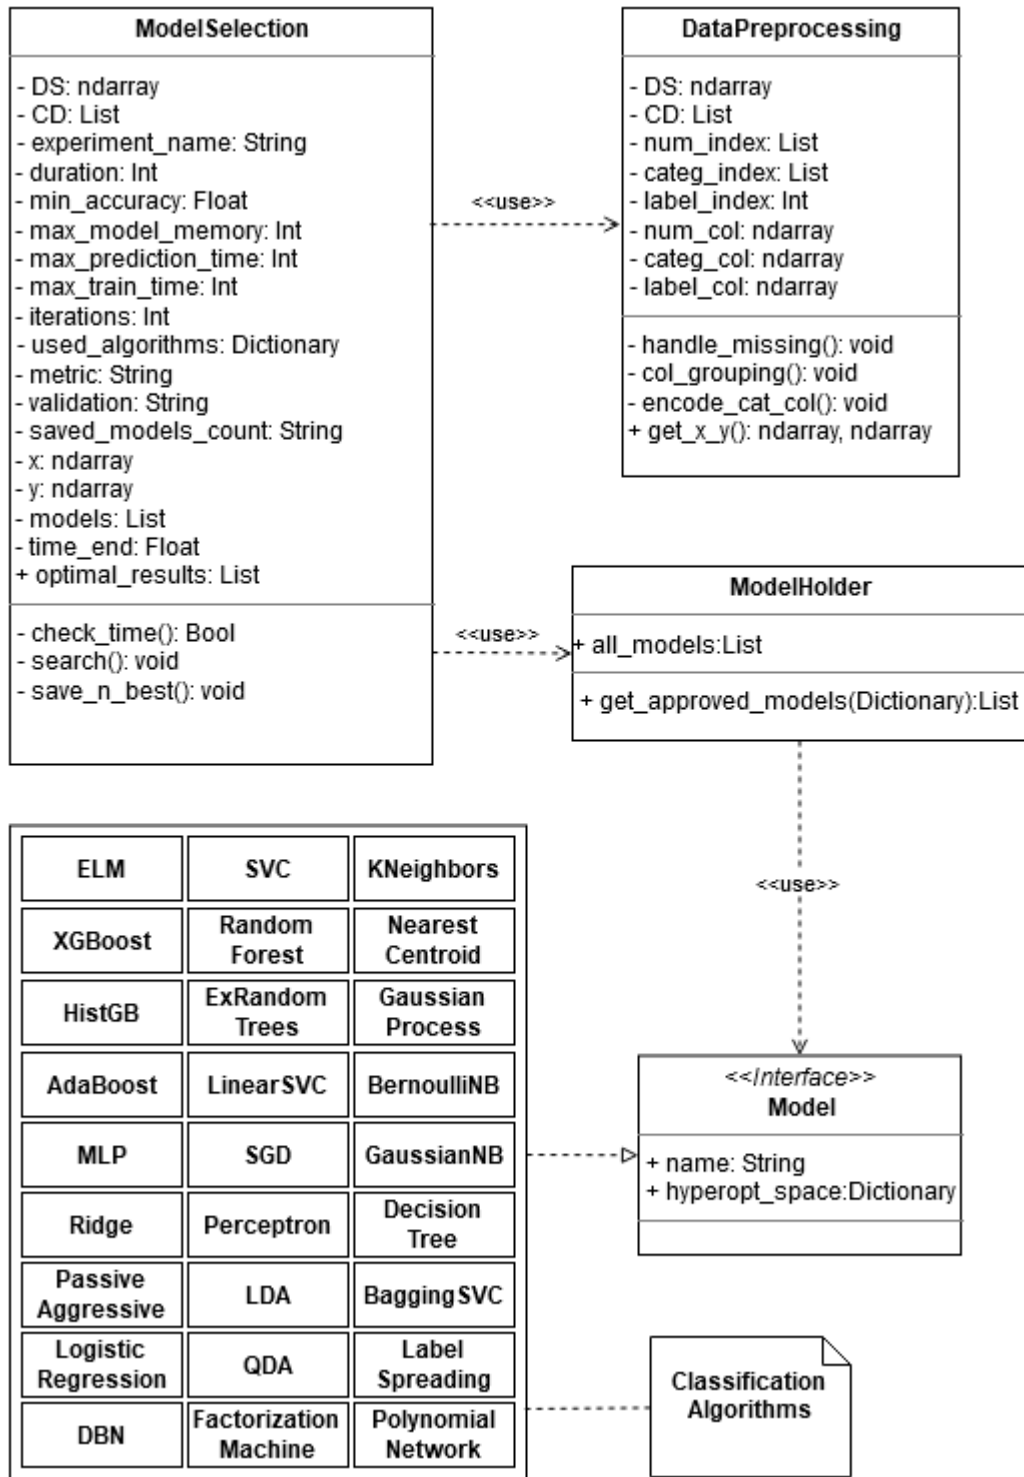 ModelSelection
- DS: ndarray
- CD: List
- experiment_name: String
- duration: Int
- min_accuracy: Float
- max_model_memory: Int
- max_prediction_time: Int
- max_train_time: Int
- iterations: Int
- used_algorithms: Dictionary
- metric: String
- validation: String
- saved_models_count: String
- x: ndarray
- y: ndarray
- models: List
- time_end: Float
+ optimal_results: List
- check_time(): Bool
- search(): void
- save_n_best(): void
<<use>>
DataPreprocessing
- DS: ndarray
- CD: List
- num_index: List
- categ_index: List
- label_index: Int
- num_col: ndarray
- categ_col: ndarray
- label_col: ndarray
- handle_missing(): void
- col_grouping(): void
- encode_cat_col(): void
+ get_x_y(): ndarray, ndarray
<<use>>
ModelHolder
+ all_models:List
+ get_approved_models(Dictionary):List
<<use>>
<<Interface>>
Model
+ name: String
+ hyperopt_space:Dictionary
ELM
SVC
KNeighbors
XGBoost
Random
Forest
Nearest
Centroid
HistGB
ExRandom
Trees
Gaussian
Process
AdaBoost
LinearSVC
BernoulliNB
MLP
SGD
GaussianNB
Ridge
Perceptron
Decision
Tree
Passive
Aggressive
LDA
BaggingSVC
Logistic
Regression
QDA
Label
Spreading
DBN
Factorization
Machine
Polynomial
Network
Classification
Algorithms